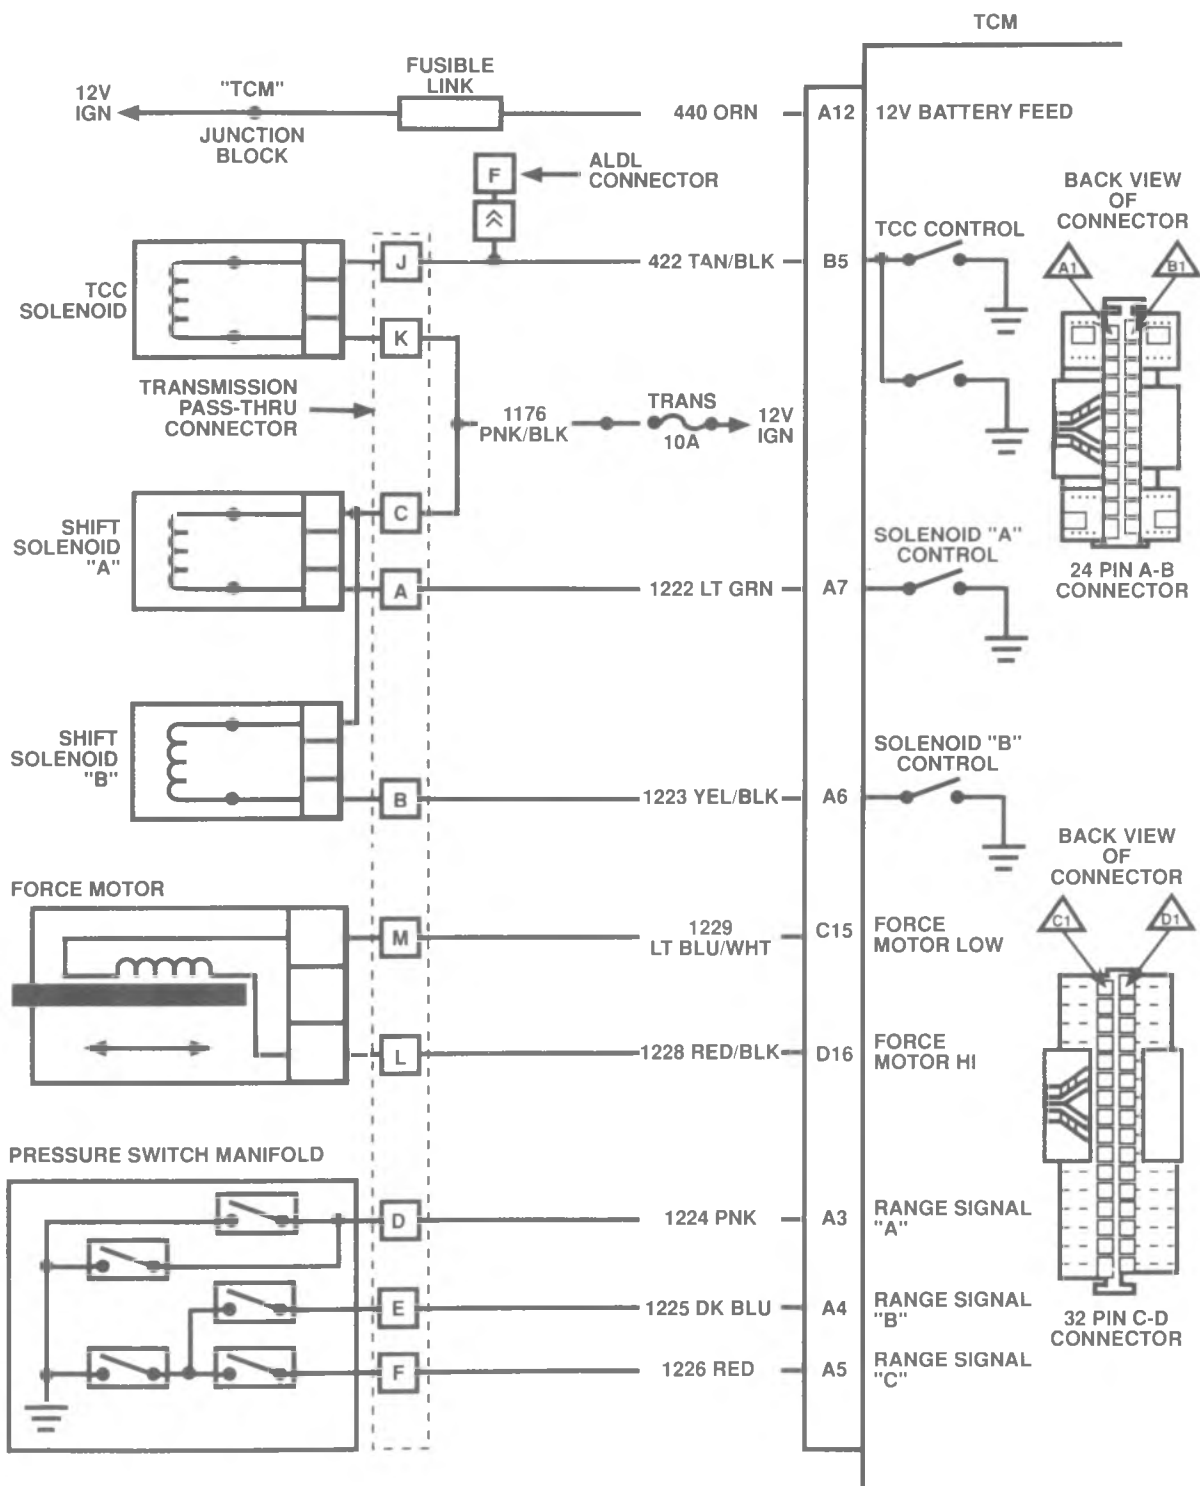 TCM
12V
IGN
"TCM"
JUNCTION
BLOCK
FUSIBLE
LINK
440 ORN
A12
12V BATTERY FEED
F
ALDL
CONNECTOR
BACK VIEW
OF
CONNECTOR
A1
B1
24 PIN A-B
CONNECTOR
TCC
SOLENOID
J
422 TAN/BLK
B5
TCC CONTROL
K
TRANSMISSION
PASS-THRU
CONNECTOR
1176
PNK/BLK
TRANS
10A
12V
IGN
SHIFT
SOLENOID
"A"
C
A
1222 LT GRN
A7
SOLENOID "A"
CONTROL
SHIFT
SOLENOID
"B"
B
1223 YEL/BLK
A6
SOLENOID "B"
CONTROL
BACK VIEW
OF
CONNECTOR
C1
D1
32 PIN C-D
CONNECTOR
FORCE MOTOR
M
1229
LT BLU/WHT
C15
FORCE
MOTOR LOW
L
1228 RED/BLK
D16
FORCE
MOTOR HI
PRESSURE SWITCH MANIFOLD
D
1224 PNK
A3
RANGE SIGNAL
"A"
E
1225 DK BLU
A4
RANGE SIGNAL
"B"
F
1226 RED
A5
RANGE SIGNAL
"C"